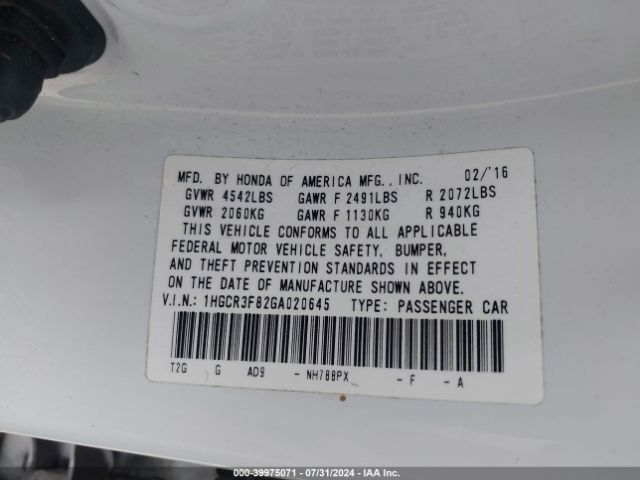 MFD. BY HONDA OF AMERICA MFG., INC. 02/'16
GVWR 4542LBS GAWR F 2491LBS R 2072LBS
GVWR 2060KG GAWR F 1130KG R 940KG
THIS VEHICLE CONFORMS TO ALL APPLICABLE
FEDERAL MOTOR VEHICLE SAFETY, BUMPER,
AND THEFT PREVENTION STANDARDS IN EFFECT
ON THE DATE OF MANUFACTURE SHOWN ABOVE.
V.I.N.: 1HGCR3F82GA020645 TYPE: PASSENGER CAR
T2G G AD9 - NH788PX - F - A
000-39975071 - 07/31/2024 - IAAI.COM